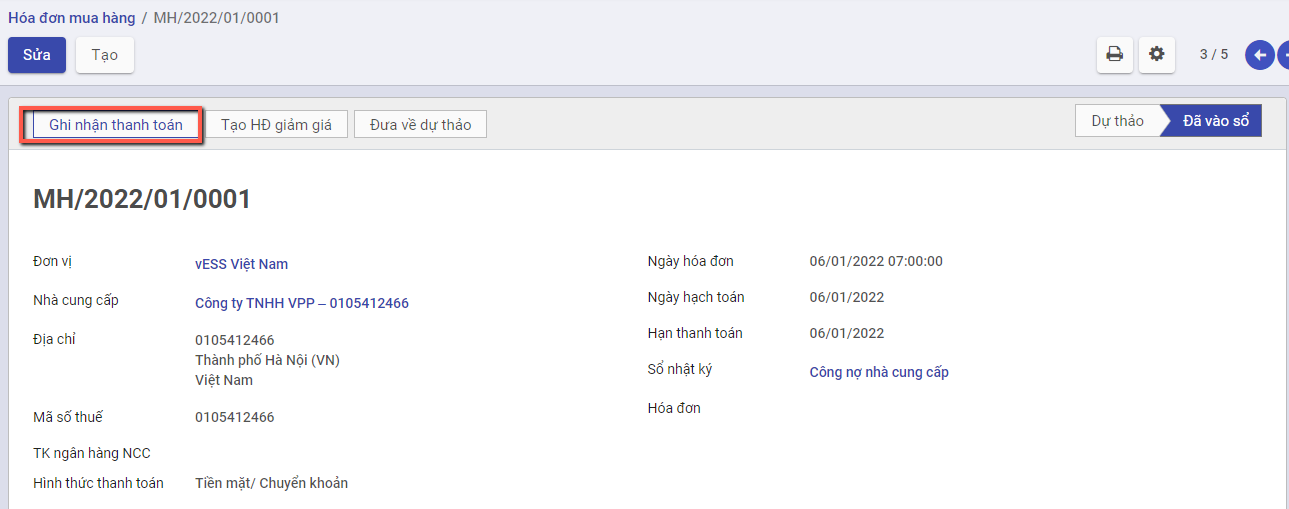 Hóa đơn mua hàng / MH/2022/01/0001
Sửa Tạo 3 / 5
Ghi nhận thanh toán Tạo HĐ giảm giá Đưa về dự thảo Dự thảo Đã vào sổ
MH/2022/01/0001
Đơn vị vESS Việt Nam
Nhà cung cấp Công ty TNHH VPP – 0105412466
Địa chỉ 0105412466
Thành phố Hà Nội (VN)
Việt Nam
Mã số thuế 0105412466
TK ngân hàng NCC
Hình thức thanh toán Tiền mặt/ Chuyển khoản
Ngày hóa đơn 06/01/2022 07:00:00
Ngày hạch toán 06/01/2022
Hạn thanh toán 06/01/2022
Sổ nhật ký Công nợ nhà cung cấp
Hóa đơn